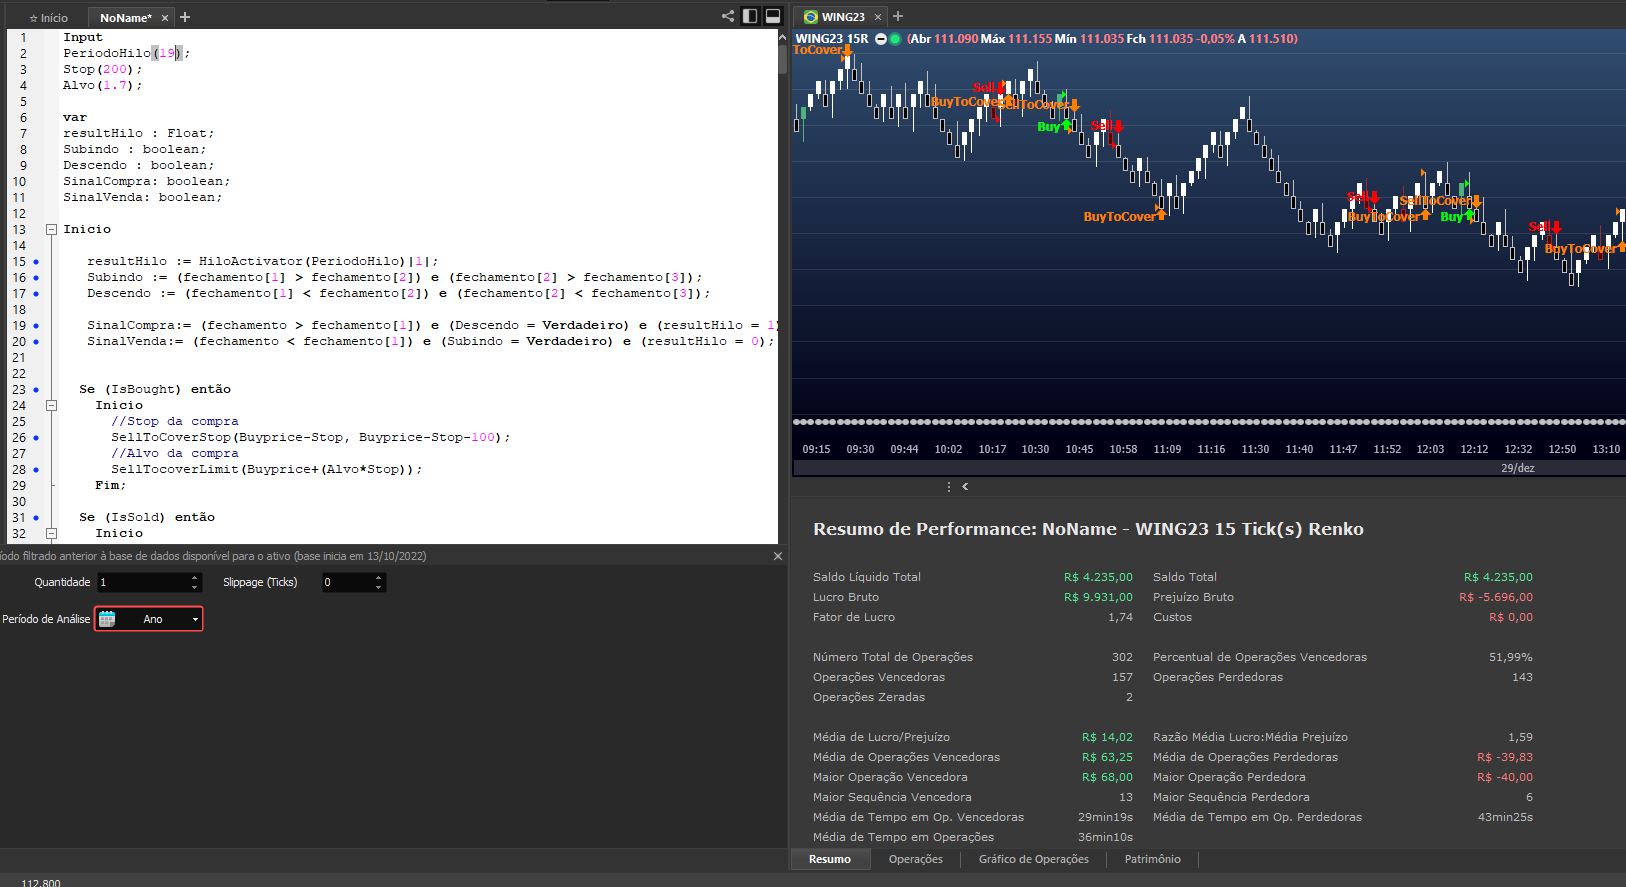 ☆ Início
NoName*
WING23
1 Input
2 PeriodoHilo(19);
3 Stop(200);
4 Alvo(1.7);
5
6 var
7 resultHilo : Float;
8 Subindo : boolean;
9 Descendo : boolean;
10 SinalCompra: boolean;
11 SinalVenda: boolean;
12
13 Inicio
14
15 resultHilo := HiloActivator(PeriodoHilo)|1|;
16 Subindo := (fechamento[1] > fechamento[2]) e (fechamento[2] > fechamento[3]);
17 Descendo := (fechamento[1] < fechamento[2]) e (fechamento[2] < fechamento[3]);
18
19 SinalCompra:= (fechamento > fechamento[1]) e (Descendo = Verdadeiro) e (resultHilo = 1)
20 SinalVenda:= (fechamento < fechamento[1]) e (Subindo = Verdadeiro) e (resultHilo = 0);
21
22
23 Se (IsBought) então
24 Inicio
25 //Stop da compra
26 SellToCoverStop(Buyprice-Stop, Buyprice-Stop-100);
27 //Alvo da compra
28 SellTocoverLimit(Buyprice+(Alvo*Stop));
29 Fim;
30
31 Se (IsSold) então
32 Inicio
íodo filtrado anterior à base de dados disponível para o ativo (base inicia em 13/10/2022)
Quantidade 1 Slippage (Ticks) 0
Período de Análise Ano
112.800
WING23 15R (Abr 111.090 Máx 111.155 Mín 111.035 Fch 111.035 -0,05% A 111.510)
ToCover
Sell
BuyToCover
SellToCover
Buy
Sell
BuyToCover
Sell
BuyToCover
SellToCover
Buy
Sell
BuyToCover
09:15 09:30 09:44 10:02 10:17 10:30 10:45 10:58 11:09 11:16 11:30 11:40 11:47 11:52 12:03 12:12 12:32 12:50 13:10
29/dez
Resumo de Performance: NoName - WING23 15 Tick(s) Renko
Saldo Líquido Total R$ 4.235,00 Saldo Total R$ 4.235,00
Lucro Bruto R$ 9.931,00 Prejuízo Bruto R$ -5.696,00
Fator de Lucro 1,74 Custos R$ 0,00
Número Total de Operações 302 Percentual de Operações Vencedoras 51,99%
Operações Vencedoras 157 Operações Perdedoras 143
Operações Zeradas 2
Média de Lucro/Prejuízo R$ 14,02 Razão Média Lucro:Média Prejuízo 1,59
Média de Operações Vencedoras R$ 63,25 Média de Operações Perdedoras R$ -39,83
Maior Operação Vencedora R$ 68,00 Maior Operação Perdedora R$ -40,00
Maior Sequência Vencedora 13 Maior Sequência Perdedora 6
Média de Tempo em Op. Vencedoras 29min19s Média de Tempo em Op. Perdedoras 43min25s
Média de Tempo em Operações 36min10s
Resumo Operações Gráfico de Operações Patrimônio